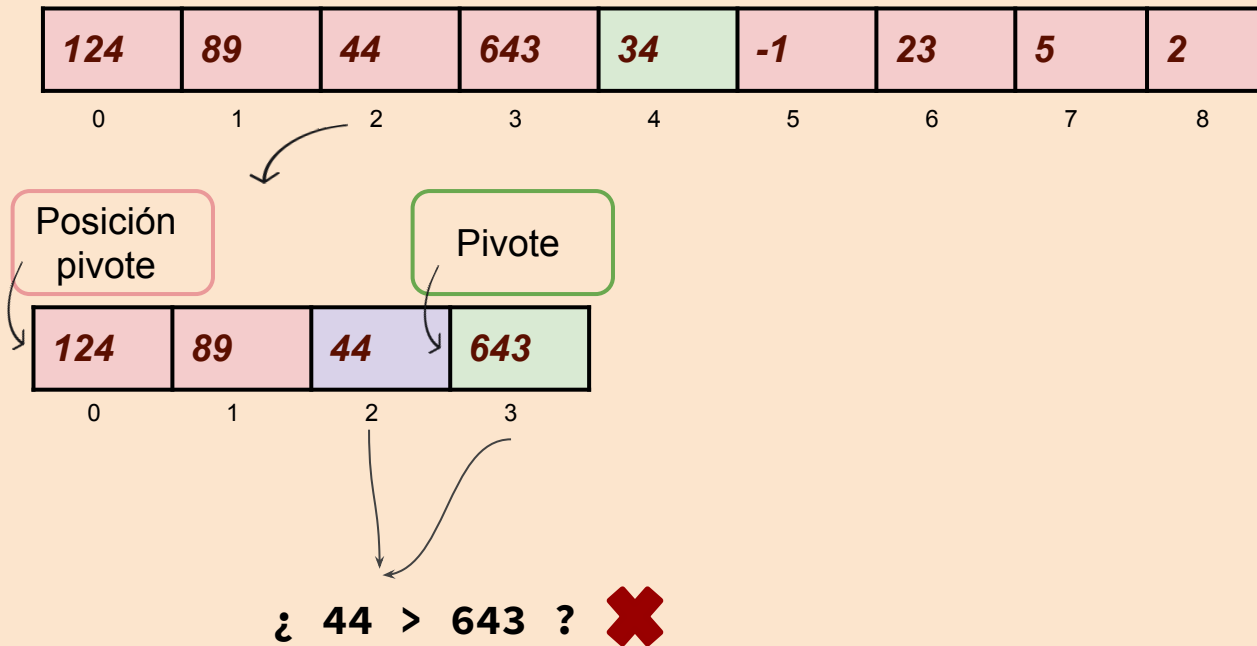 124 89 44 643 34 -1 23 5 2
0 1 2 3 4 5 6 7 8
Posición
pivote
Pivote
124 89 44 643
0 1 2 3
¿ 44 > 643 ?